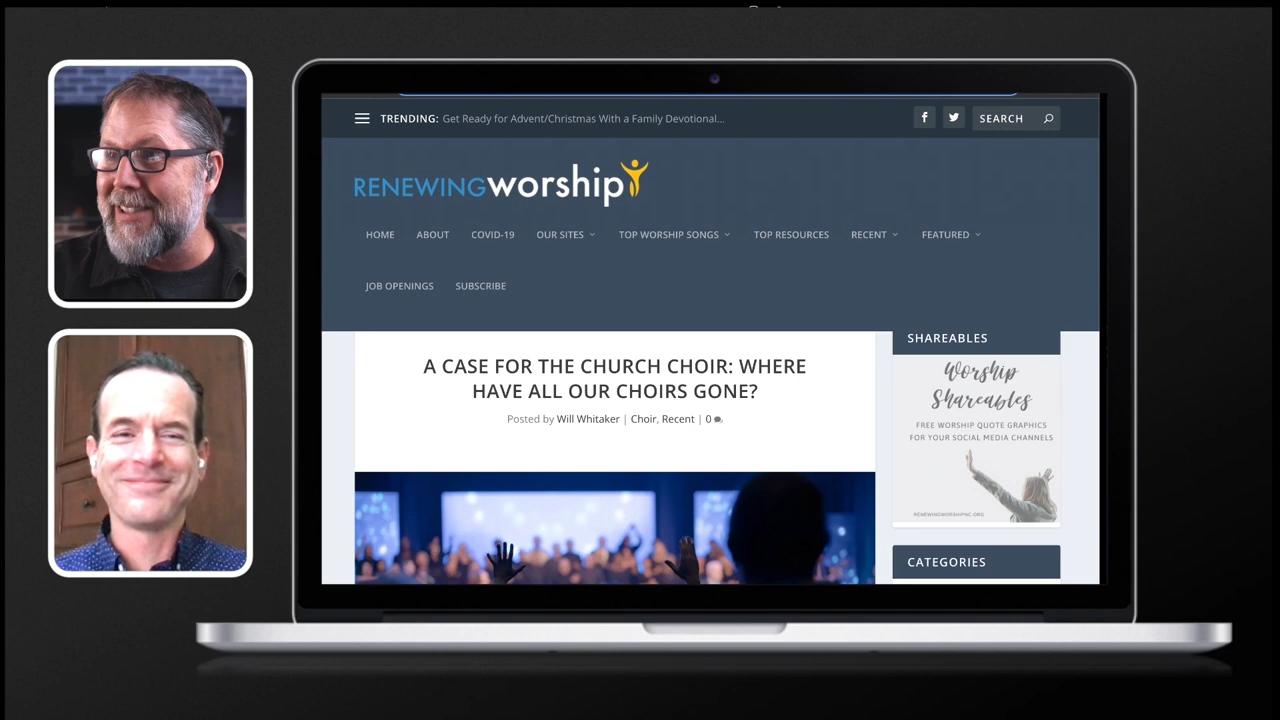 TRENDING: Get Ready for Advent/Christmas With a Family Devotional...
SEARCH
RENEWINGworship
HOME ABOUT COVID-19 OUR SITES TOP WORSHIP SONGS TOP RESOURCES RECENT FEATURED
JOB OPENINGS SUBSCRIBE
A CASE FOR THE CHURCH CHOIR: WHERE
HAVE ALL OUR CHOIRS GONE?
Posted by Will Whitaker | Choir, Recent | 0
SHAREABLES
Worship
Shareables
FREE WORSHIP QUOTE GRAPHICS
FOR YOUR SOCIAL MEDIA CHANNELS
RENEWINGWORSHIPNC.ORG
CATEGORIES